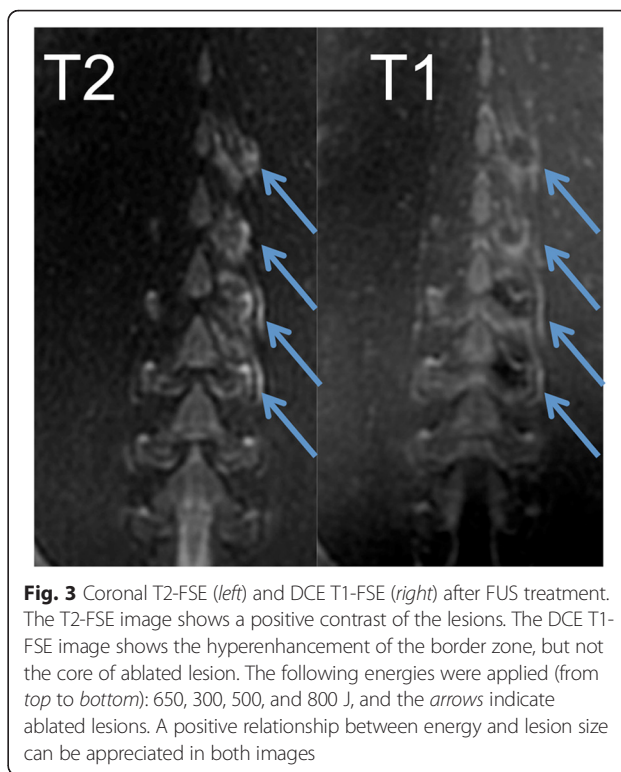 T2
T1
Fig. 3 Coronal T2-FSE (left) and DCE T1-FSE (right) after FUS treatment.
The T2-FSE image shows a positive contrast of the lesions. The DCE T1-
FSE image shows the hyperenhancement of the border zone, but not
the core of ablated lesion. The following energies were applied (from
top to bottom): 650, 300, 500, and 800 J, and the arrows indicate
ablated lesions. A positive relationship between energy and lesion size
can be appreciated in both images